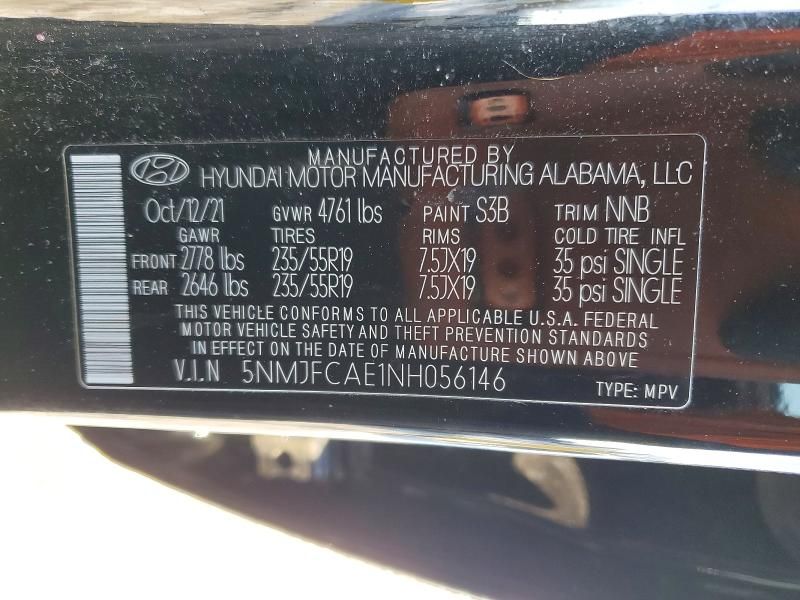 MANUFACTURED BY
HYUNDAI MOTOR MANUFACTURING ALABAMA, LLC
Oct/12/21 GVWR 4761 lbs PAINT S3B TRIM NNB
GAWR TIRES RIMS COLD TIRE INFL
FRONT 2778 lbs 235/55R19 7.5JX19 35 psi SINGLE
REAR 2646 lbs 235/55R19 7.5JX19 35 psi SINGLE
THIS VEHICLE CONFORMS TO ALL APPLICABLE U.S.A. FEDERAL
MOTOR VEHICLE SAFETY AND THEFT PREVENTION STANDARDS
IN EFFECT ON THE DATE OF MANUFACTURE SHOWN ABOVE
V.I.N 5NMJFCAE1NH056146 TYPE: MPV